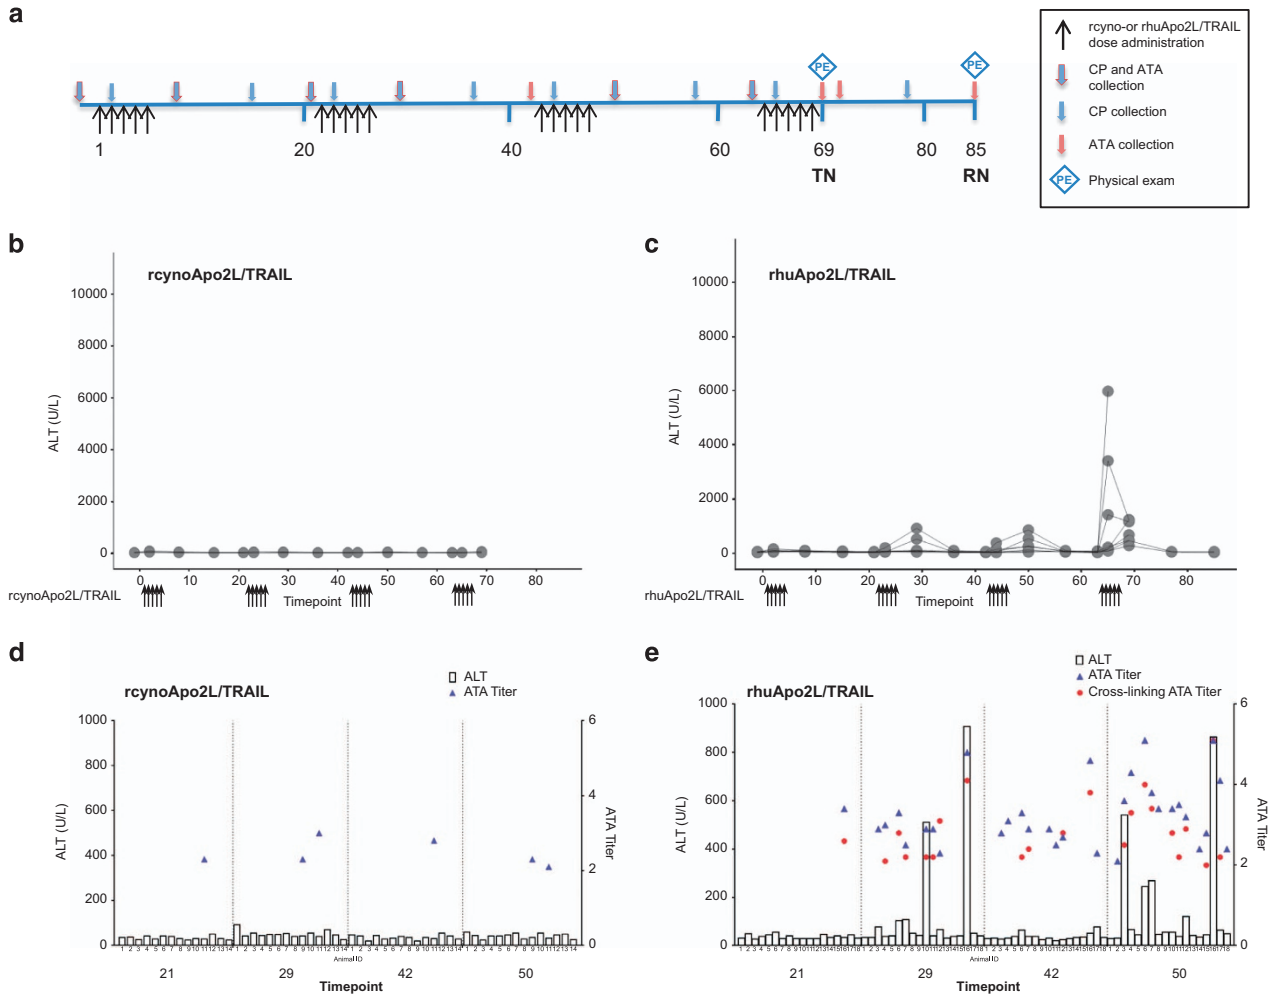 a
rcyno-or rhuApo2L/TRAIL
dose administration
CP and ATA
collection
CP collection
ATA collection
PE Physical exam
PE PE
1 20 40 60 69 80 85
TN RN
b
rcynoApo2L/TRAIL
ALT (U/L)
10000
8000
6000
4000
2000
0
0 10 20 30 40 50 60 70 80
rcynoApo2L/TRAIL Timepoint
c
rhuApo2L/TRAIL
ALT (U/L)
10000
8000
6000
4000
2000
0
0 10 20 30 40 50 60 70 80
rhuApo2L/TRAIL Timepoint
d
rcynoApo2L/TRAIL
ALT
ATA Titer
ALT (U/L)
1000
800
600
400
200
0
6
4
2
0
ATA Titer
Animal ID
21 29 42 50
Timepoint
e
rhuApo2L/TRAIL
ALT
ATA Titer
Cross-linking ATA Titer
ALT (U/L)
1000
800
600
400
200
0
6
4
2
0
ATA Titer
Animal ID
21 29 42 50
Timepoint